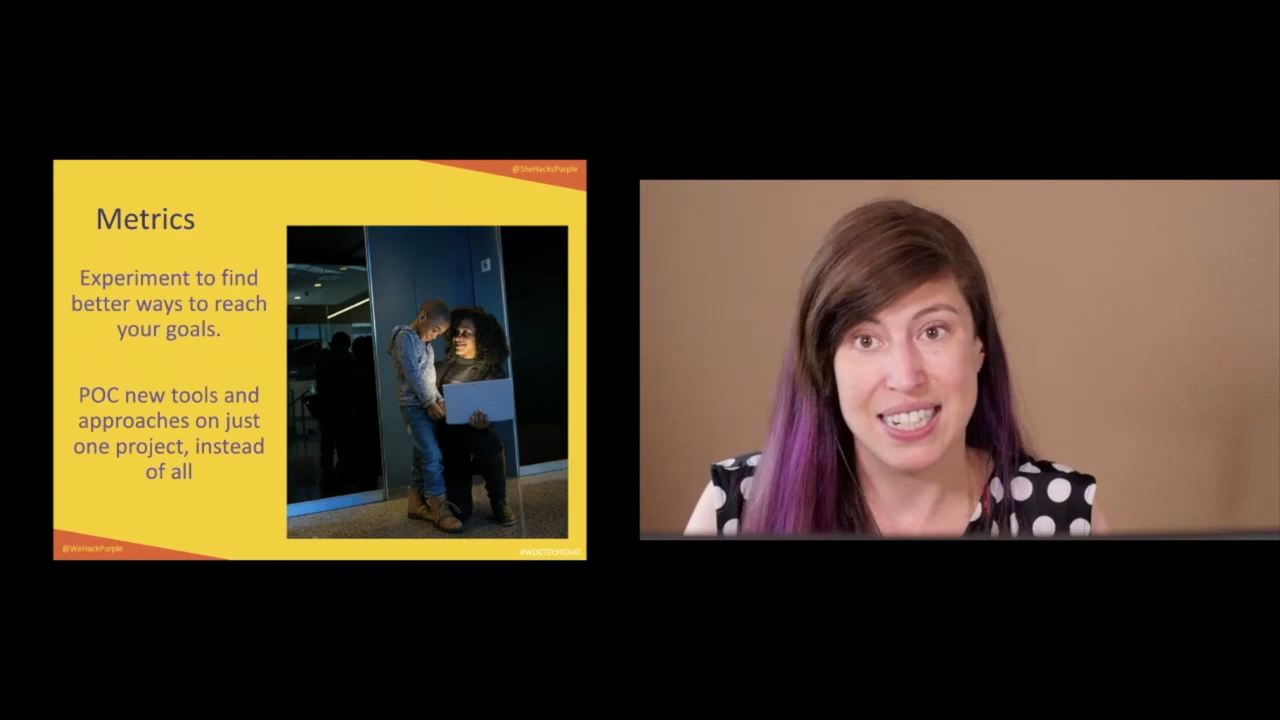 @SheHacksPurple
Metrics
Experiment to find
better ways to reach
your goals.
POC new tools and
approaches on just
one project, instead
of all
@WeHackPurple
#WOCTECHCHAT